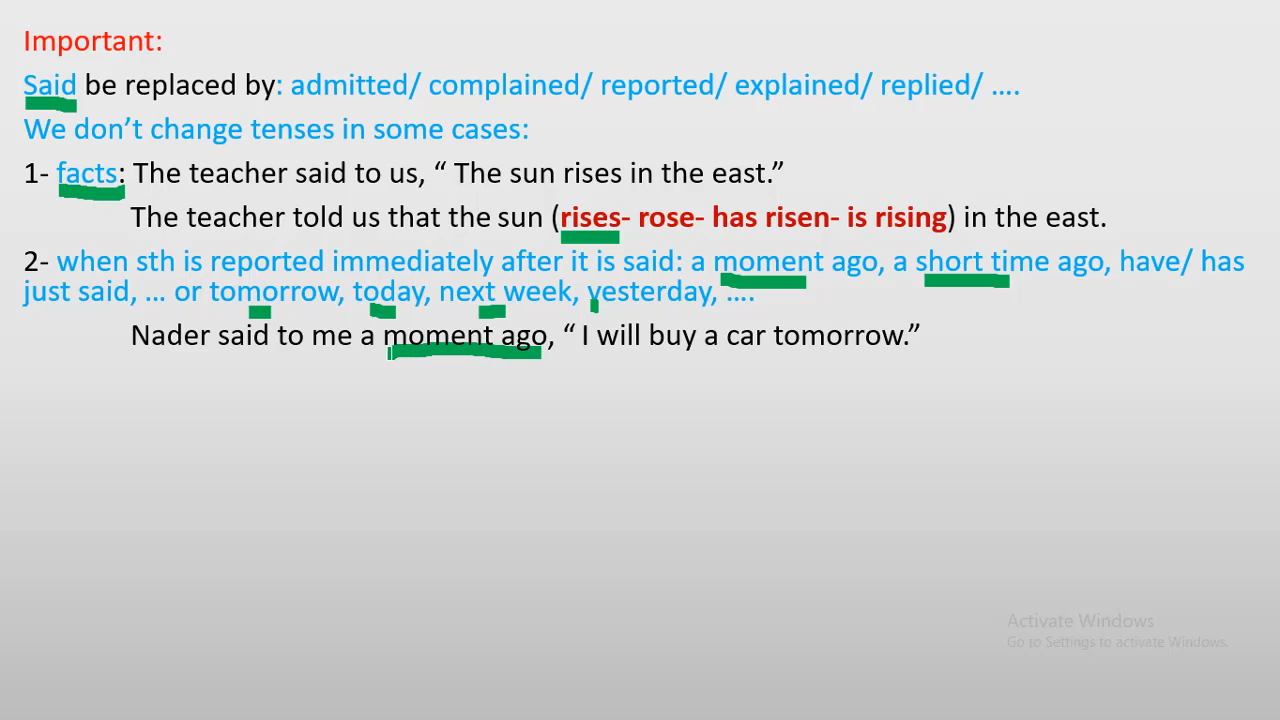 Important:
Said be replaced by: admitted/ complained/ reported/ explained/ replied/ ….
We don’t change tenses in some cases:
1- facts: The teacher said to us, “ The sun rises in the east.”
The teacher told us that the sun (rises- rose- has risen- is rising) in the east.
2- when sth is reported immediately after it is said: a moment ago, a short time ago, have/ has
just said, … or tomorrow, today, next week, yesterday, ….
Nader said to me a moment ago, “ I will buy a car tomorrow.”
Activate Windows
Go to Settings to activate Windows.